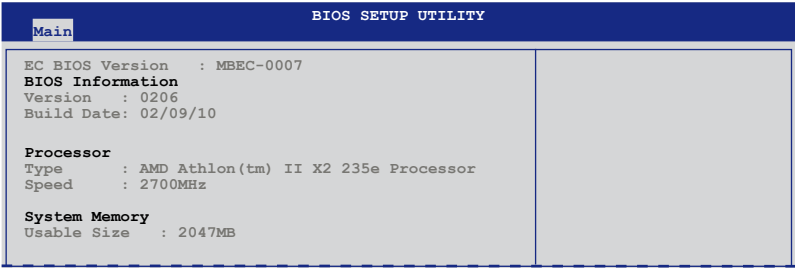 BIOS SETUP UTILITY
Main
EC BIOS Version : MBEC-0007
BIOS Information
Version : 0206
Build Date: 02/09/10
Processor
Type : AMD Athlon(tm) II X2 235e Processor
Speed : 2700MHz
System Memory
Usable Size : 2047MB